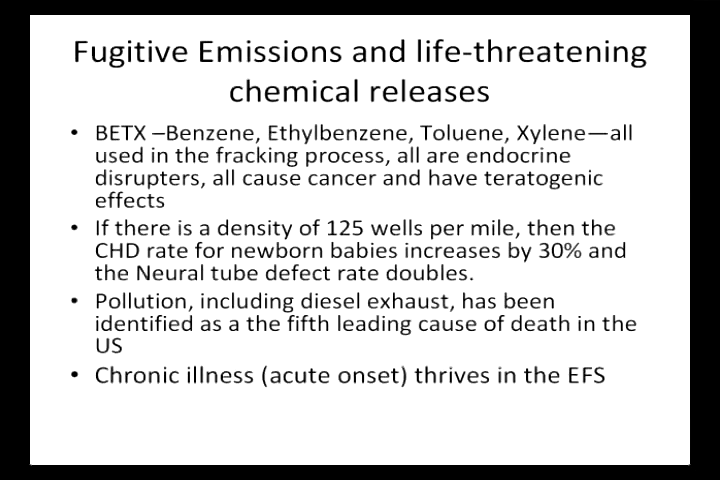 Fugitive Emissions and life-threatening
chemical releases
• BETX –Benzene, Ethylbenzene, Toluene, Xylene—all
used in the fracking process, all are endocrine
disrupters, all cause cancer and have teratogenic
effects
• If there is a density of 125 wells per mile, then the
CHD rate for newborn babies increases by 30% and
the Neural tube defect rate doubles.
• Pollution, including diesel exhaust, has been
identified as a the fifth leading cause of death in the
US
• Chronic illness (acute onset) thrives in the EFS